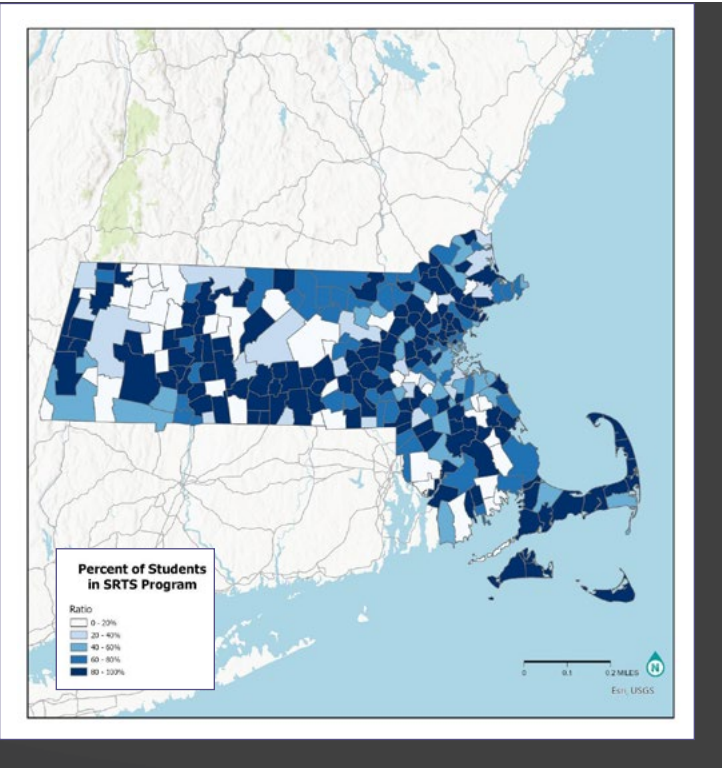 Percent of Students
in SRTS Program
Ratio
0 - 20%
20 - 40%
40 - 60%
60 - 80%
80 - 100%
0 0.1 0.2 MILES
N
Esri, USGS